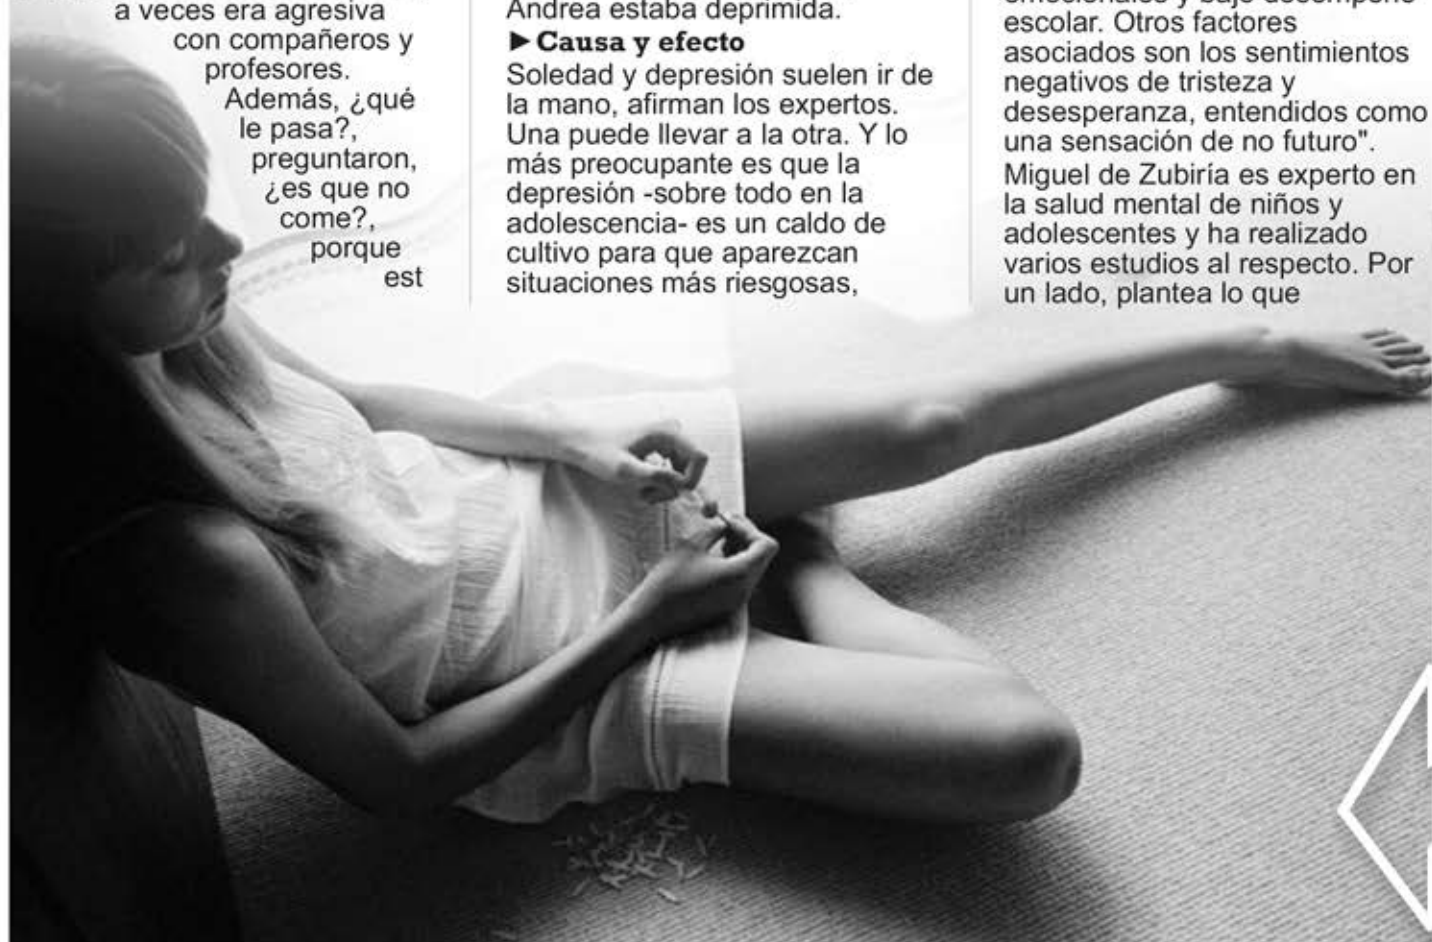 a veces era agresiva
con compañeros y
profesores.
Además, ¿qué
le pasa?,
preguntaron,
¿es que no
come?,
porque
est
Andrea estaba deprimida.
►Causa y efecto
Soledad y depresión suelen ir de
la mano, afirman los expertos.
Una puede llevar a la otra. Y lo
más preocupante es que la
depresión -sobre todo en la
adolescencia- es un caldo de
cultivo para que aparezcan
situaciones más riesgosas,
emocionales y bajo desempeño
escolar. Otros factores
asociados son los sentimientos
negativos de tristeza y
desesperanza, entendidos como
una sensación de no futuro".
Miguel de Zubiría es experto en
la salud mental de niños y
adolescentes y ha realizado
varios estudios al respecto. Por
un lado, plantea lo que